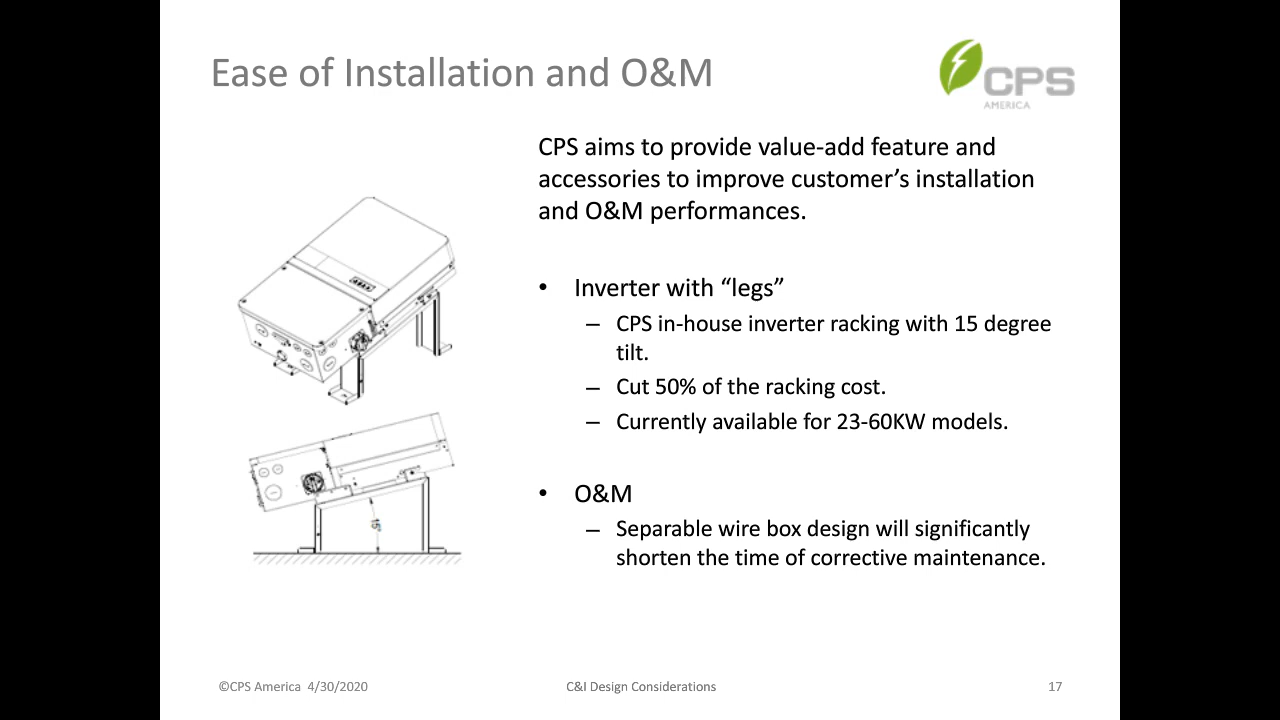 Ease of Installation and O&M
CPS
AMERICA
CPS aims to provide value-add feature and
accessories to improve customer’s installation
and O&M performances.
• Inverter with “legs”
– CPS in-house inverter racking with 15 degree
tilt.
– Cut 50% of the racking cost.
– Currently available for 23-60KW models.
• O&M
– Separable wire box design will significantly
shorten the time of corrective maintenance.
©CPS America 4/30/2020
C&I Design Considerations
17